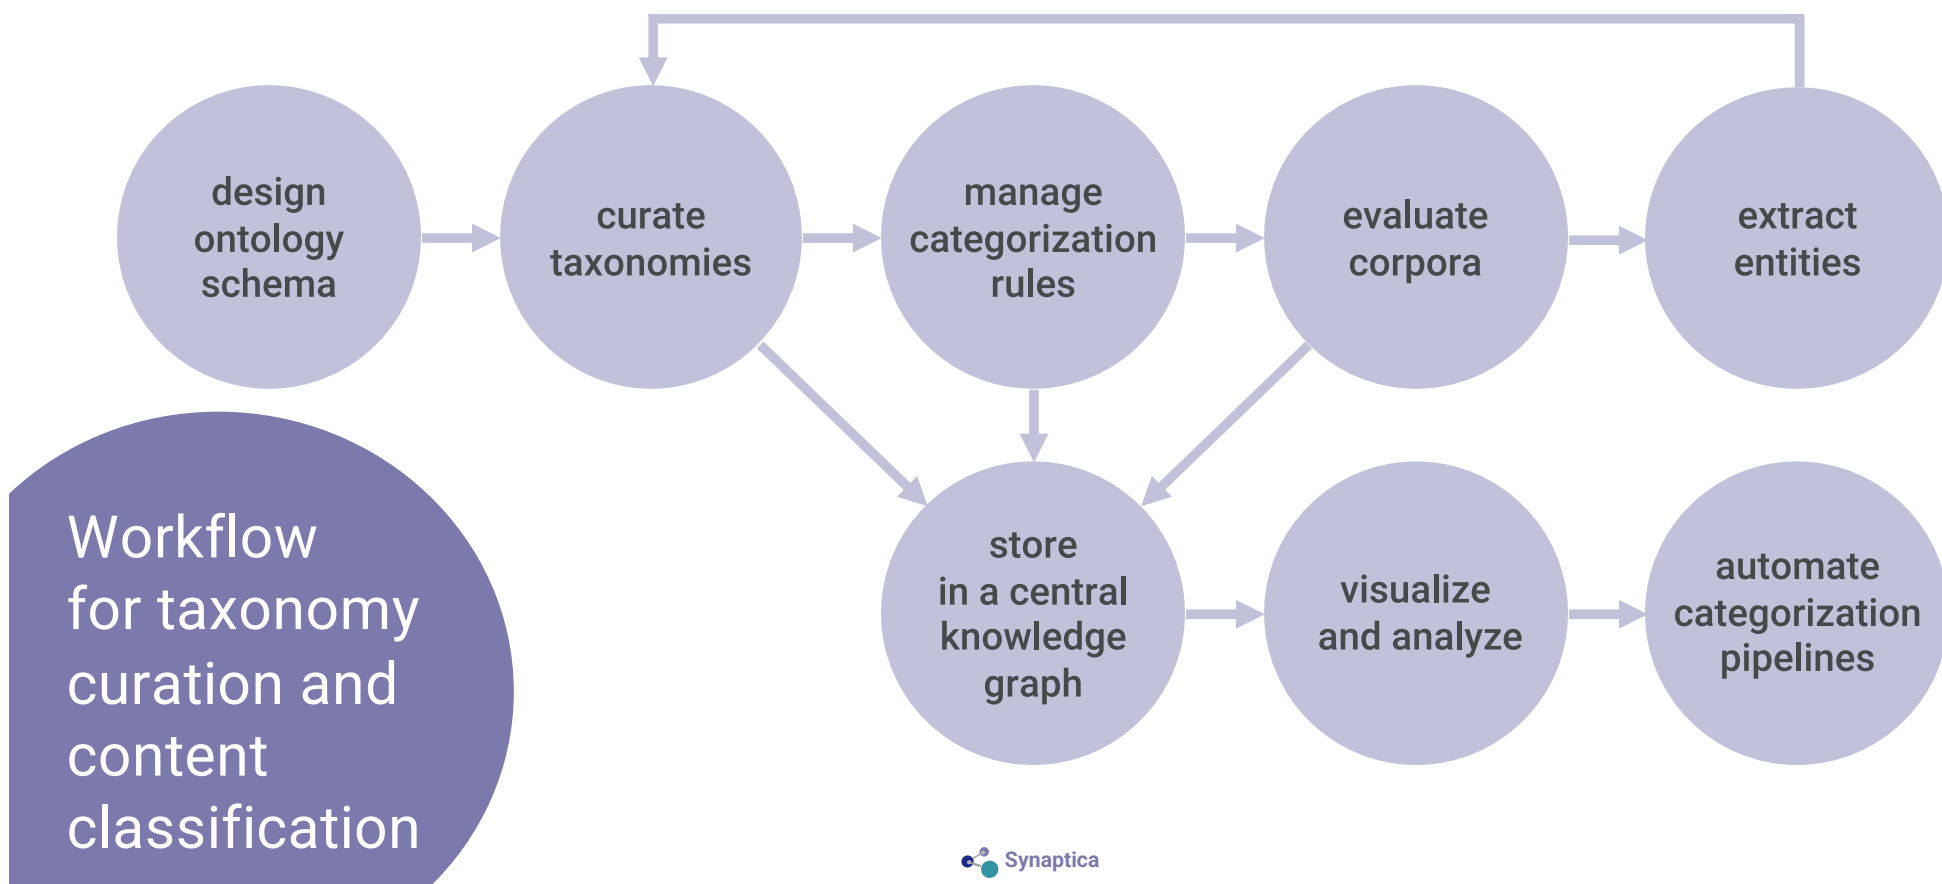 design
ontology
schema
curate
taxonomies
manage
categorization
rules
evaluate
corpora
extract
entities
Workflow
for taxonomy
curation and
content
classification
store
in a central
knowledge
graph
visualize
and analyze
automate
categorization
pipelines
Synaptica